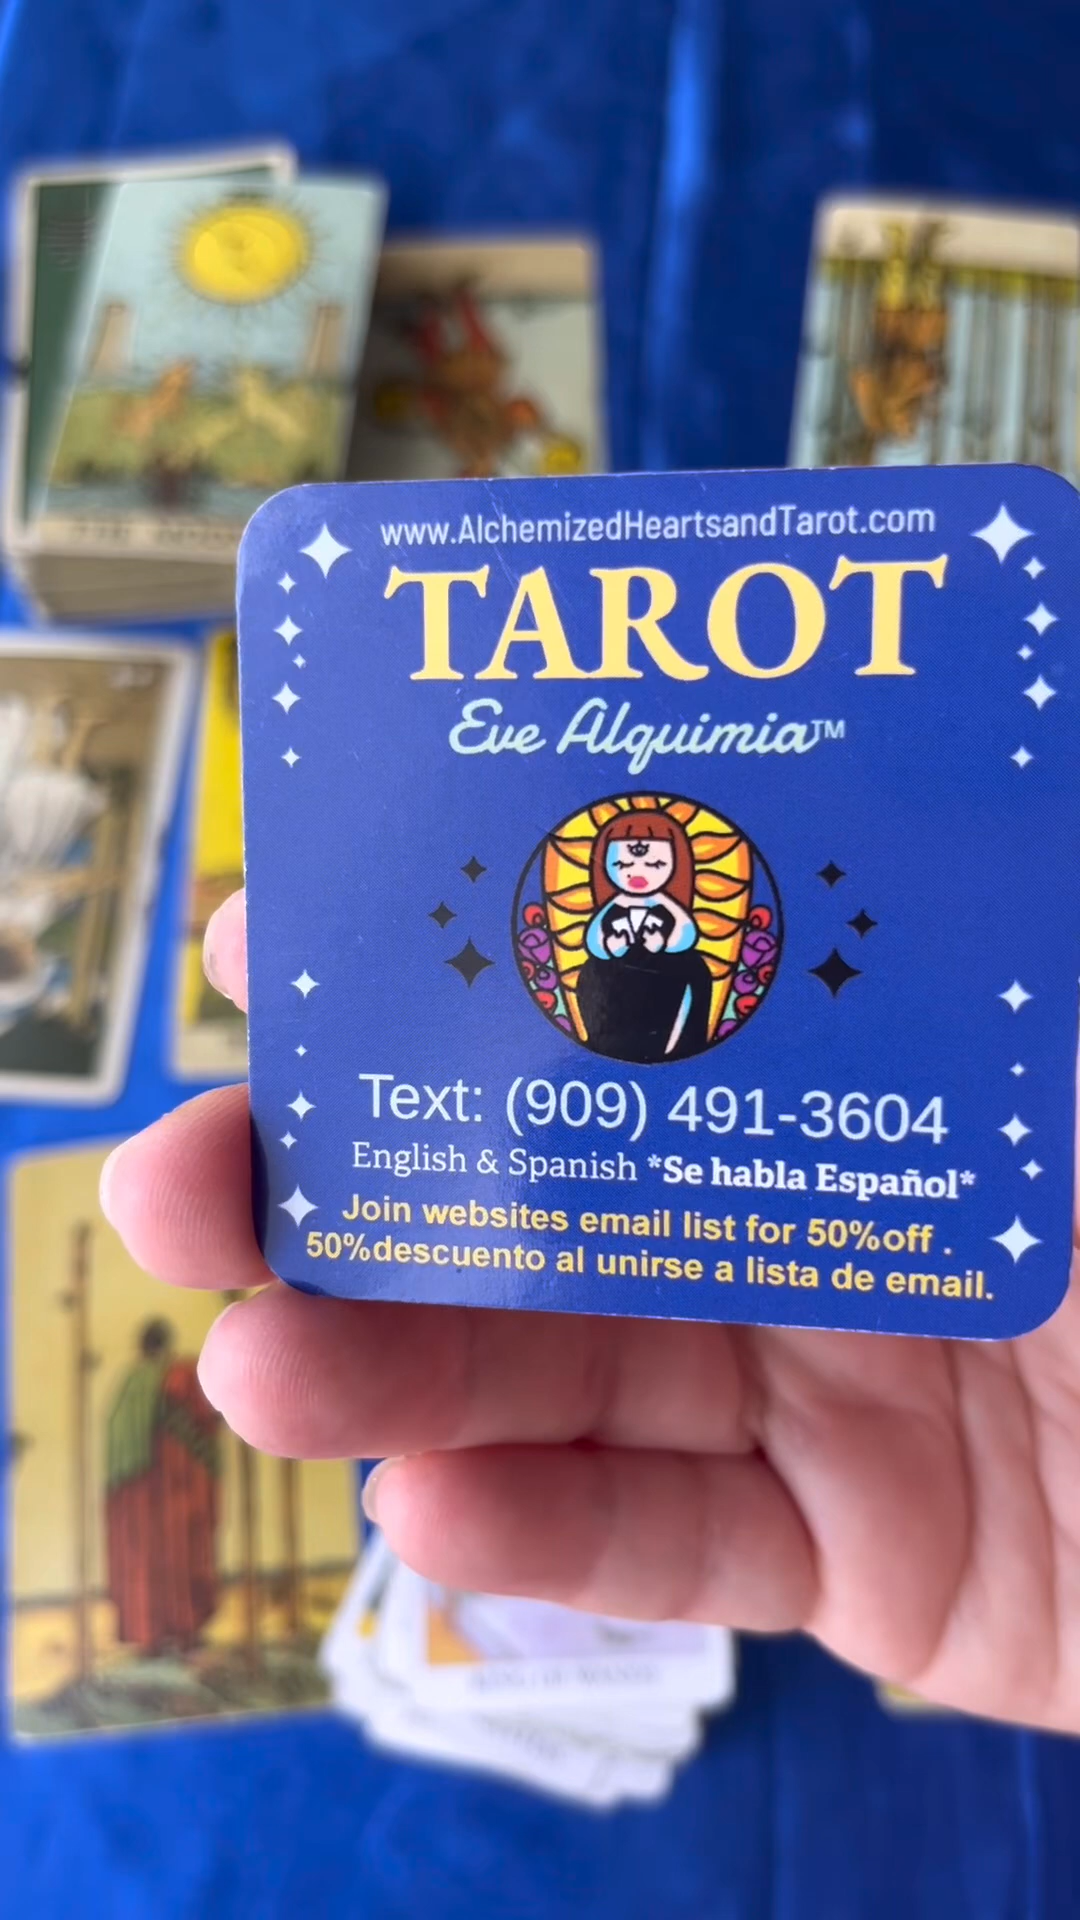 www.AlchemizedHeartsandTarot.com
TAROT
Eve Alquimia™
Text: (909) 491-3604
English & Spanish *Se habla Español*
Join websites email list for 50%off .
50%descuento al unirse a lista de email.